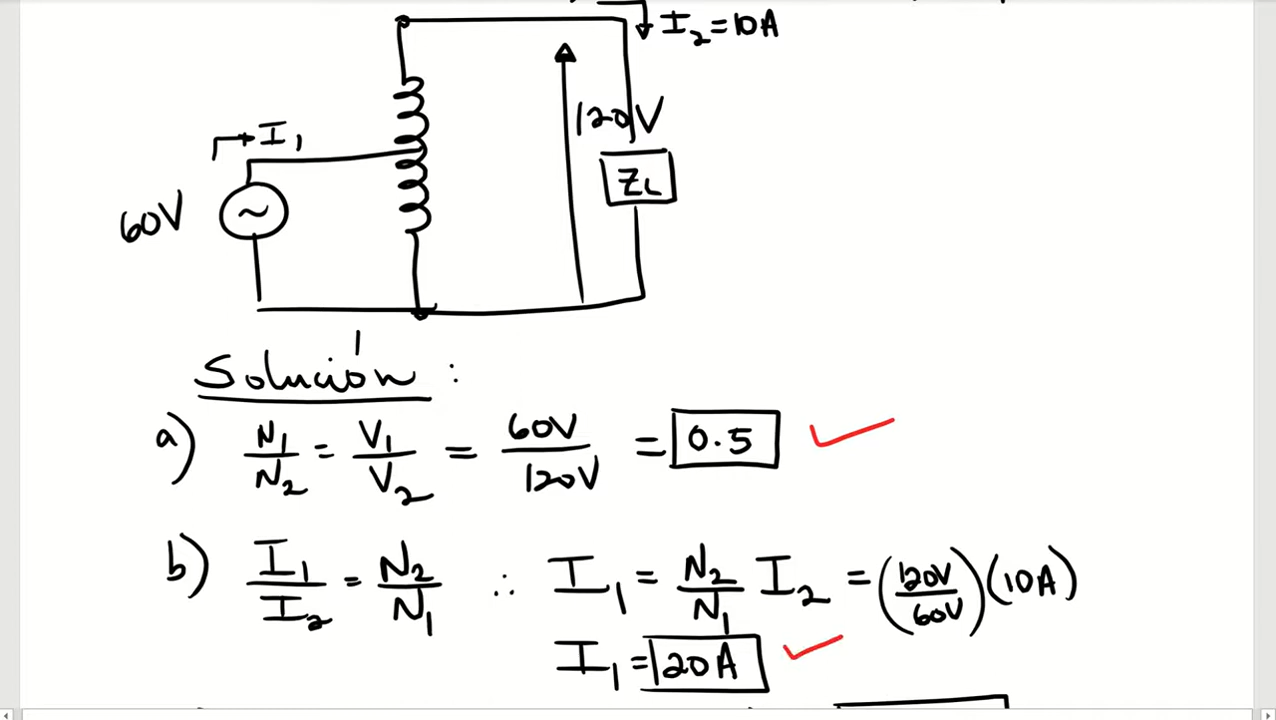 I₂=10A
120V
I₁
Z_L
60V
Solución:
a) N₁/N₂ = V₁/V₂ = 60V/120V = 0.5
b) I₁/I₂ = N₂/N₁ ∴ I₁ = N₂/N₁ I₂ = (120V/60V)(10A)
I₁ = 20A